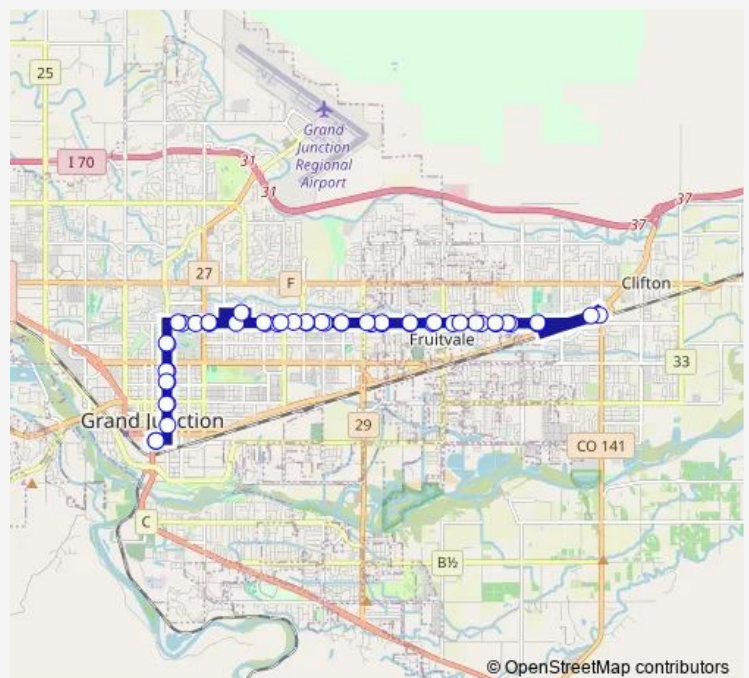 25
Grand
Junction
Regional
Airport
I 70
31
31
37
37
27
F
Clifton
Fruitvale
33
Grand Junction
29
CO 141
C
B½
© OpenStreetMap contributors